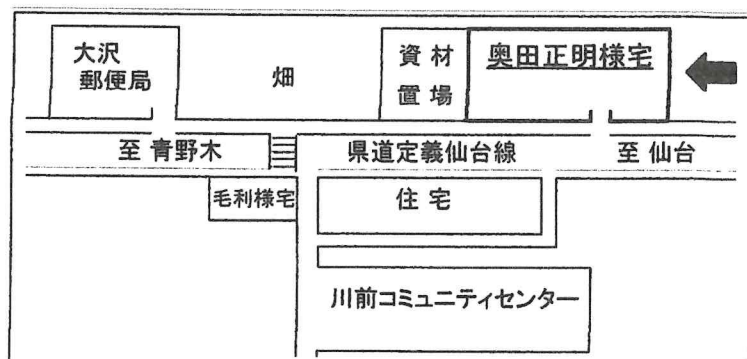 大沢
郵便局
畑
資材
置場
奥田正明様宅
至 青野木
県道定義仙台線
至 仙台
毛利様宅
住宅
川前コミュニティセンター